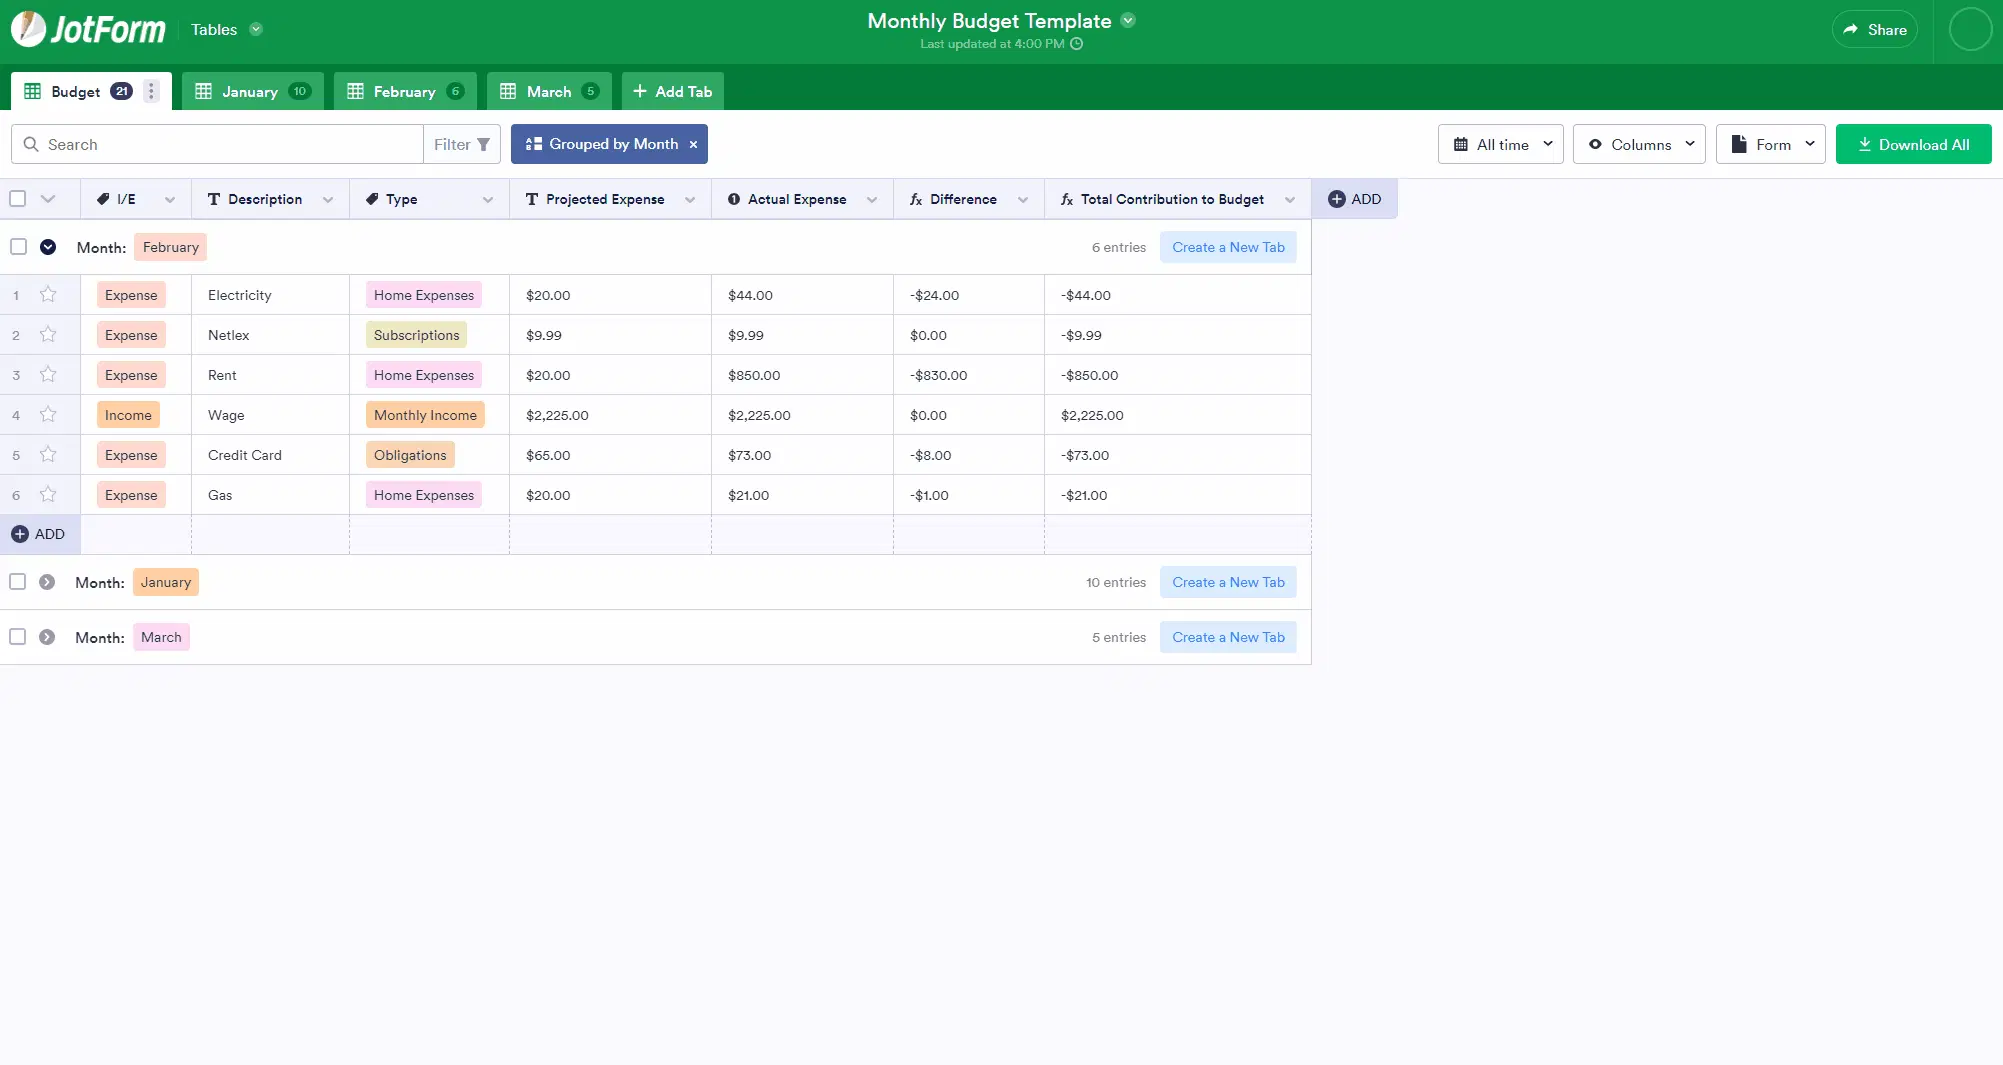 JotForm Tables Monthly Budget Template Share
Last updated at 4:00 PM
Budget 21 January 10 February 6 March 5 + Add Tab
Search Filter Grouped by Month × All time Columns Form Download All
I/E Description Type Projected Expense Actual Expense Difference Total Contribution to Budget ADD
Month: February 6 entries Create a New Tab
1 Expense Electricity Home Expenses $20.00 $44.00 -$24.00 -$44.00
2 Expense Netlex Subscriptions $9.99 $9.99 $0.00 -$9.99
3 Expense Rent Home Expenses $20.00 $850.00 -$830.00 -$850.00
4 Income Wage Monthly Income $2,225.00 $2,225.00 $0.00 $2,225.00
5 Expense Credit Card Obligations $65.00 $73.00 -$8.00 -$73.00
6 Expense Gas Home Expenses $20.00 $21.00 -$1.00 -$21.00
ADD
Month: January 10 entries Create a New Tab
Month: March 5 entries Create a New Tab